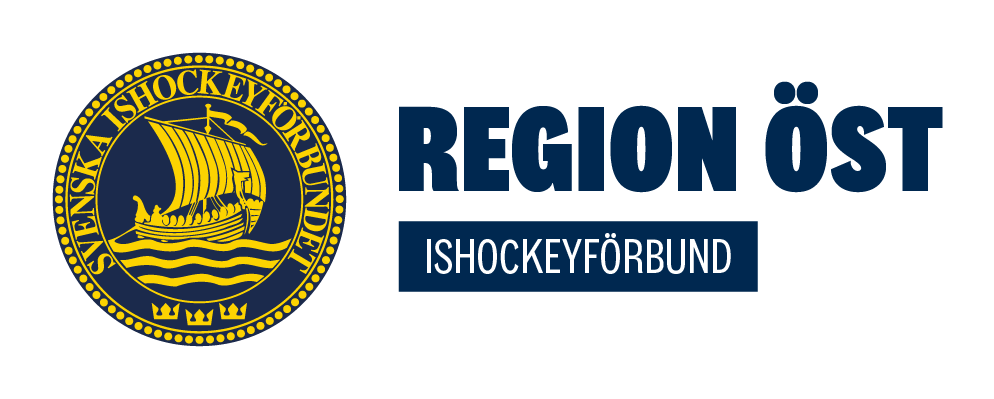 SVENSKA ISHOCKEYFÖRBUNDET
REGION ÖST
ISHOCKEYFÖRBUND